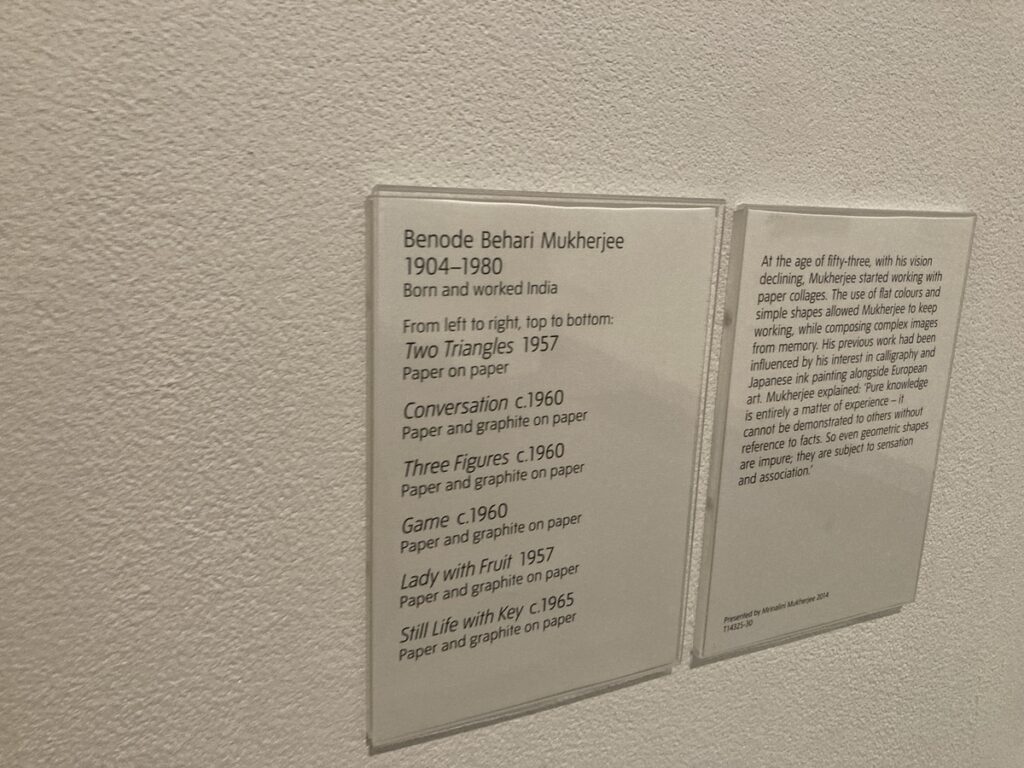 Benode Behari Mukherjee
1904–1980
Born and worked India
From left to right, top to bottom:
Two Triangles 1957
Paper on paper
Conversation c.1960
Paper and graphite on paper
Three Figures c.1960
Paper and graphite on paper
Game c.1960
Paper and graphite on paper
Lady with Fruit 1957
Paper and graphite on paper
Still Life with Key c.1965
Paper and graphite on paper
At the age of fifty-three, with his vision
declining, Mukherjee started working with
paper collages. The use of flat colours and
simple shapes allowed Mukherjee to keep
working, while composing complex images
from memory. His previous work had been
influenced by his interest in calligraphy and
Japanese ink painting alongside European
art. Mukherjee explained: ‘Pure knowledge
is entirely a matter of experience – it
cannot be demonstrated to others without
reference to facts. So even geometric shapes
are impure; they are subject to sensation
and association.’
Presented by Mrinalini Mukherjee 2014
T14325-30